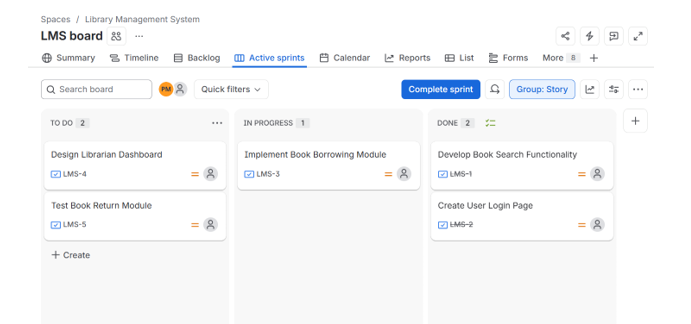 Spaces / Library Management System
LMS board
Summary Timeline Backlog Active sprints Calendar Reports List Forms More 8
Search board PM Quick filters Complete sprint Group: Story
TO DO 2
Design Librarian Dashboard
LMS-4
Test Book Return Module
LMS-5
+ Create
IN PROGRESS 1
Implement Book Borrowing Module
LMS-3
DONE 2
Develop Book Search Functionality
LMS-1
Create User Login Page
LMS-2